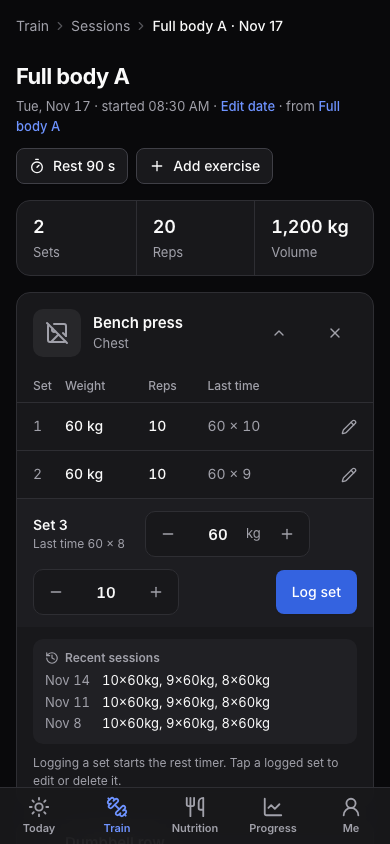 Train > Sessions > Full body A · Nov 17
Full body A
Tue, Nov 17 · started 08:30 AM · Edit date · from Full
body A
Rest 90 s
Add exercise
2 20 1,200 kg
Sets Reps Volume
Bench press
Chest
Set Weight Reps Last time
1 60 kg 10 60 × 10
2 60 kg 10 60 × 9
Set 3
Last time 60 × 8
− 60 kg +
− 10 +
Log set
Recent sessions
Nov 14 10×60kg, 9×60kg, 8×60kg
Nov 11 10×60kg, 9×60kg, 8×60kg
Nov 8 10×60kg, 9×60kg, 8×60kg
Logging a set starts the rest timer. Tap a logged set to
edit or delete it.
Today Train Nutrition Progress Me